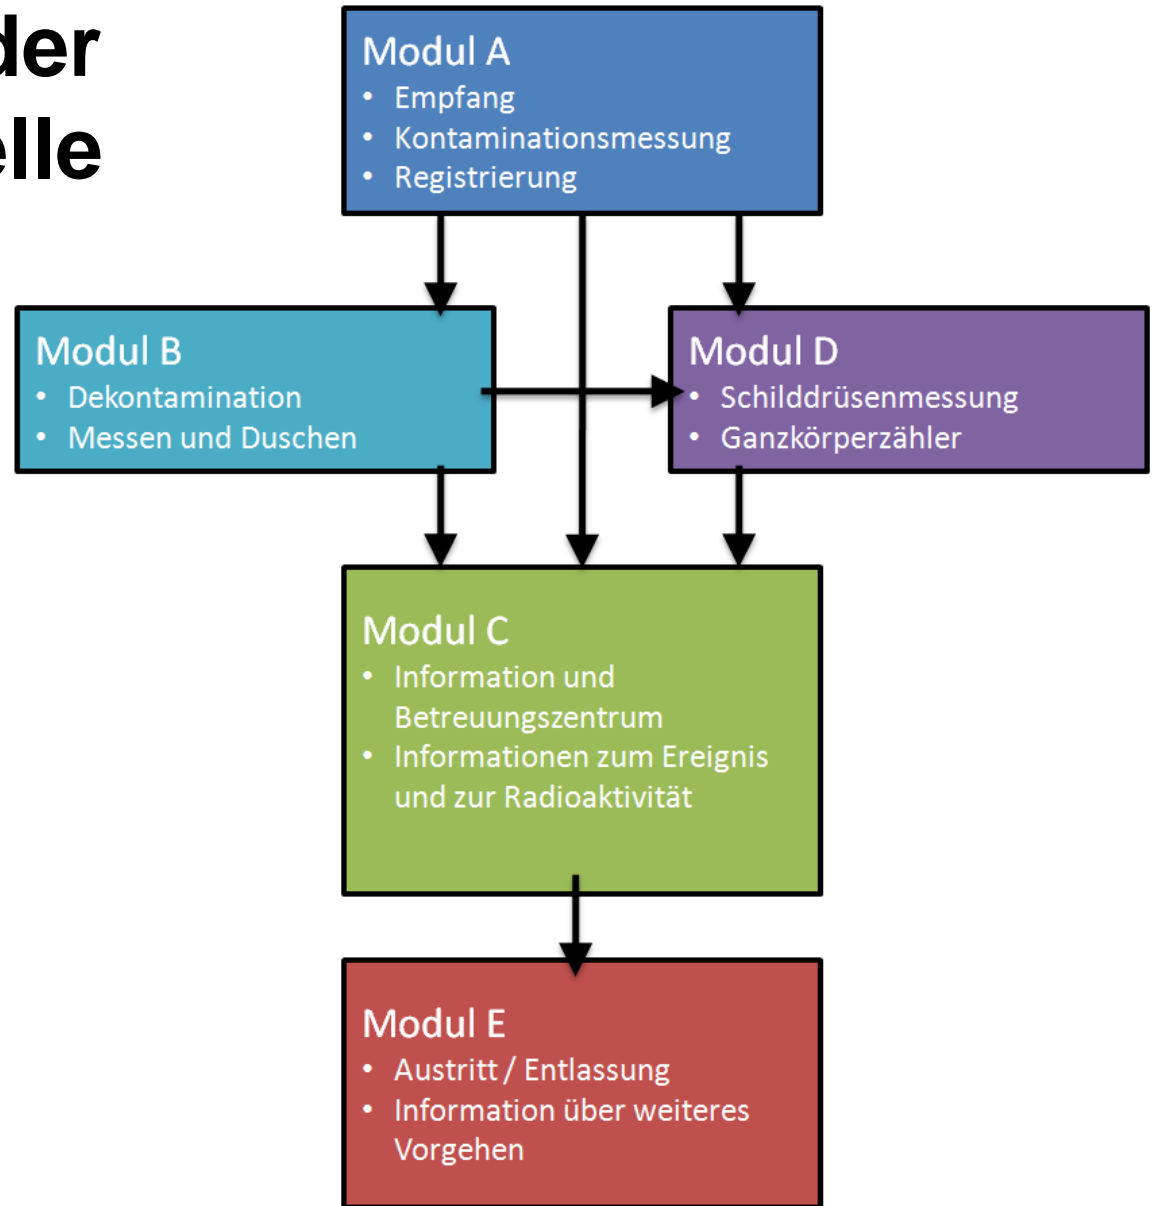 der
elle
Modul A
• Empfang
• Kontaminationsmessung
• Registrierung
Modul B
• Dekontamination
• Messen und Duschen
Modul D
• Schilddrüsenmessung
• Ganzkörperzähler
Modul C
• Information und
Betreuungszentrum
• Informationen zum Ereignis
und zur Radioaktivität
Modul E
• Austritt / Entlassung
• Information über weiteres
Vorgehen